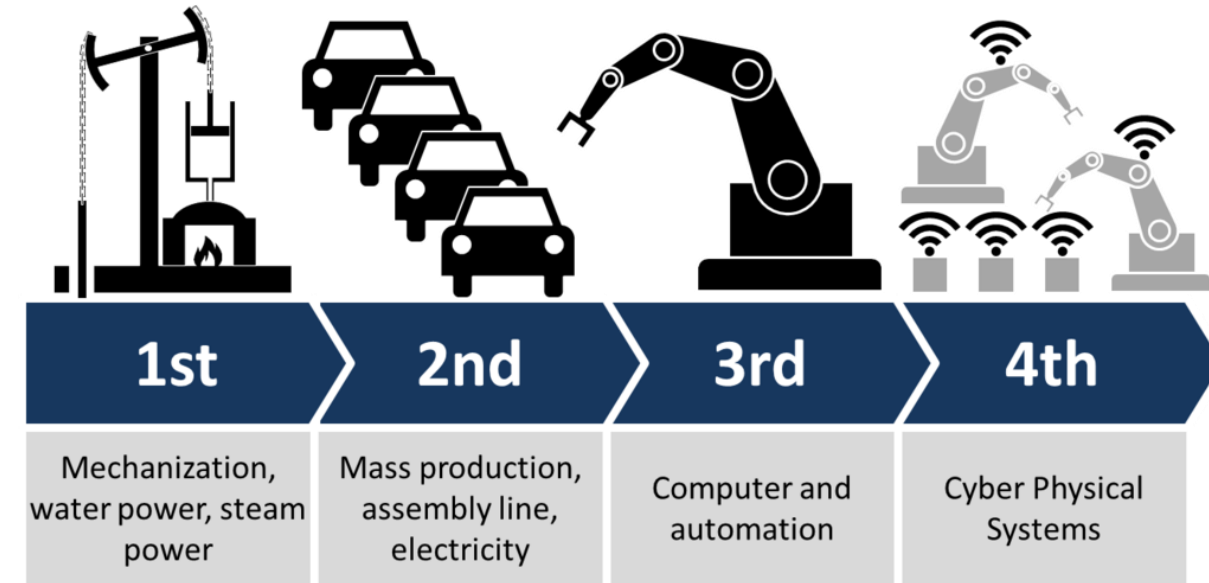 1st
2nd
3rd
4th
Mechanization,
water power, steam
power
Mass production,
assembly line,
electricity
Computer and
automation
Cyber Physical
Systems